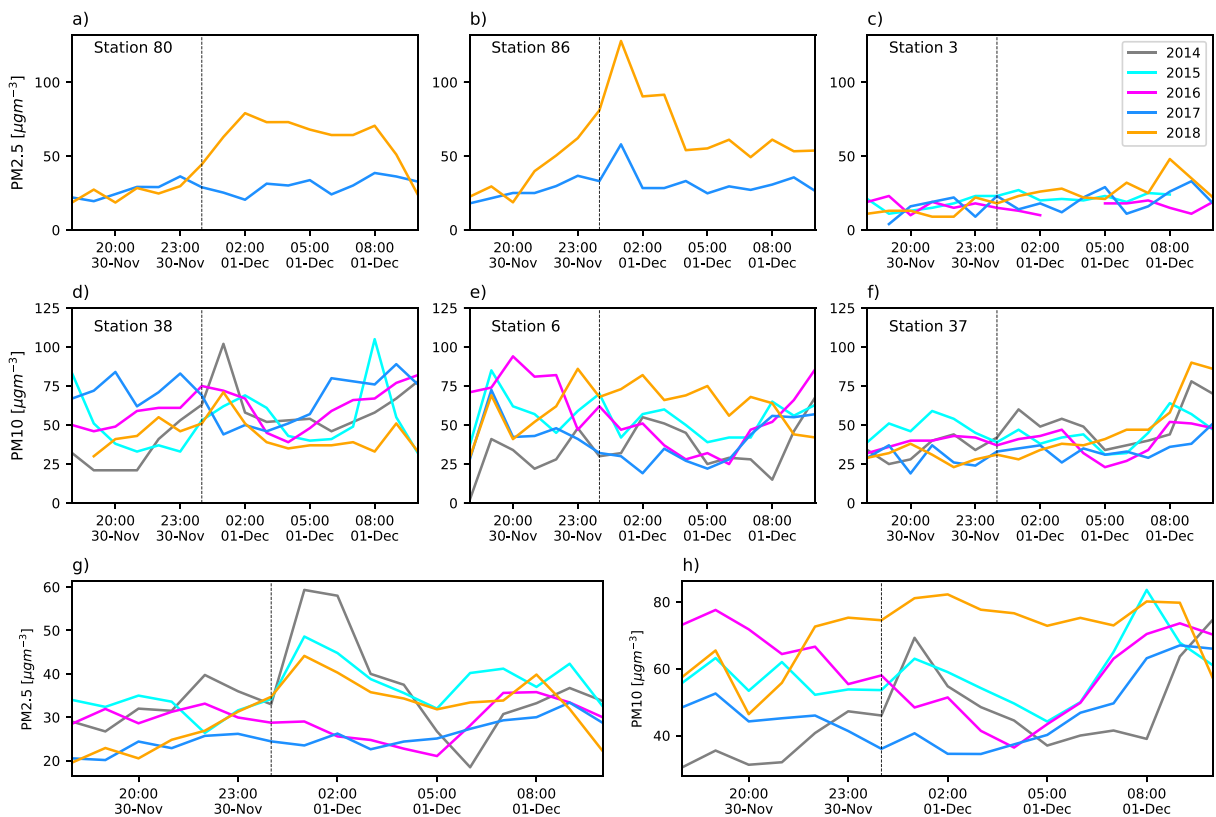 a)
b)
c)
Station 80
Station 86
Station 3
2014
2015
2016
2017
2018
PM2.5 [μgm⁻³]
100
50
0
100
50
0
100
50
0
20:00 23:00 02:00 05:00 08:00
30-Nov 30-Nov 01-Dec 01-Dec 01-Dec
20:00 23:00 02:00 05:00 08:00
30-Nov 30-Nov 01-Dec 01-Dec 01-Dec
20:00 23:00 02:00 05:00 08:00
30-Nov 30-Nov 01-Dec 01-Dec 01-Dec
d)
e)
f)
Station 38
Station 6
Station 37
PM10 [μgm⁻³]
125
100
75
50
25
0
125
100
75
50
25
0
125
100
75
50
25
0
20:00 23:00 02:00 05:00 08:00
30-Nov 30-Nov 01-Dec 01-Dec 01-Dec
20:00 23:00 02:00 05:00 08:00
30-Nov 30-Nov 01-Dec 01-Dec 01-Dec
20:00 23:00 02:00 05:00 08:00
30-Nov 30-Nov 01-Dec 01-Dec 01-Dec
g)
PM2.5 [μgm⁻³]
60
50
40
30
20
20:00 23:00 02:00 05:00 08:00
30-Nov 30-Nov 01-Dec 01-Dec 01-Dec
h)
PM10 [μgm⁻³]
80
60
40
20:00 23:00 02:00 05:00 08:00
30-Nov 30-Nov 01-Dec 01-Dec 01-Dec